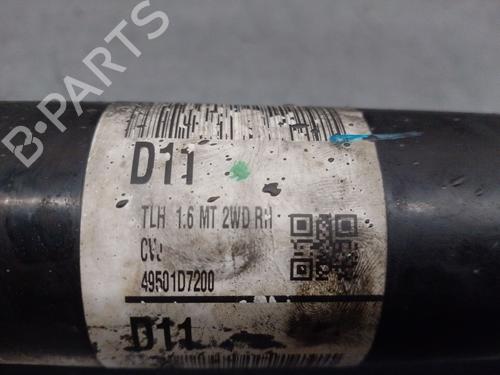 B-PARTS
D11
TLH 1.6 MT 2WD RH
CVJ
49501D7200
D11